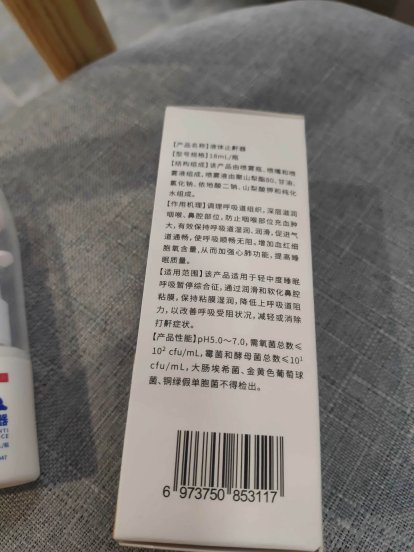 [产品名称]液体止鼾器
[型号规格]18mL/瓶
[结构组成]该产品由喷雾瓶,喷嘴和喷
雾液组成,喷雾液由聚山梨酯80,甘油,
氯化钠,依地酸二钠,山梨酸钾和纯化
水组成。
[作用机理]调理呼吸道组织,深层滋润
咽喉、鼻腔部位,防止咽喉部位充血肿
大,有效保持呼吸道湿润,润滑,促进气
道通畅,使呼吸顺畅无阻。增加血红细
胞氧含量,从而加强心肺功能,提高睡
眠质量。
[适用范围]该产品适用于轻中度睡眠
呼吸暂停综合征,通过润滑和软化鼻腔
粘膜,保持粘膜湿润,降低上呼吸道阻
力,以改善呼吸受阻状况,减轻或消除
打鼾症状。
[产品性能]pH5.0~7.0,需氧菌总数≤
10² cfu/mL,霉菌和酵母菌总数≤10¹
cfu/mL,大肠埃希菌、金黄色葡萄球
菌、铜绿假单胞菌不得检出。
6 973750 853117
器